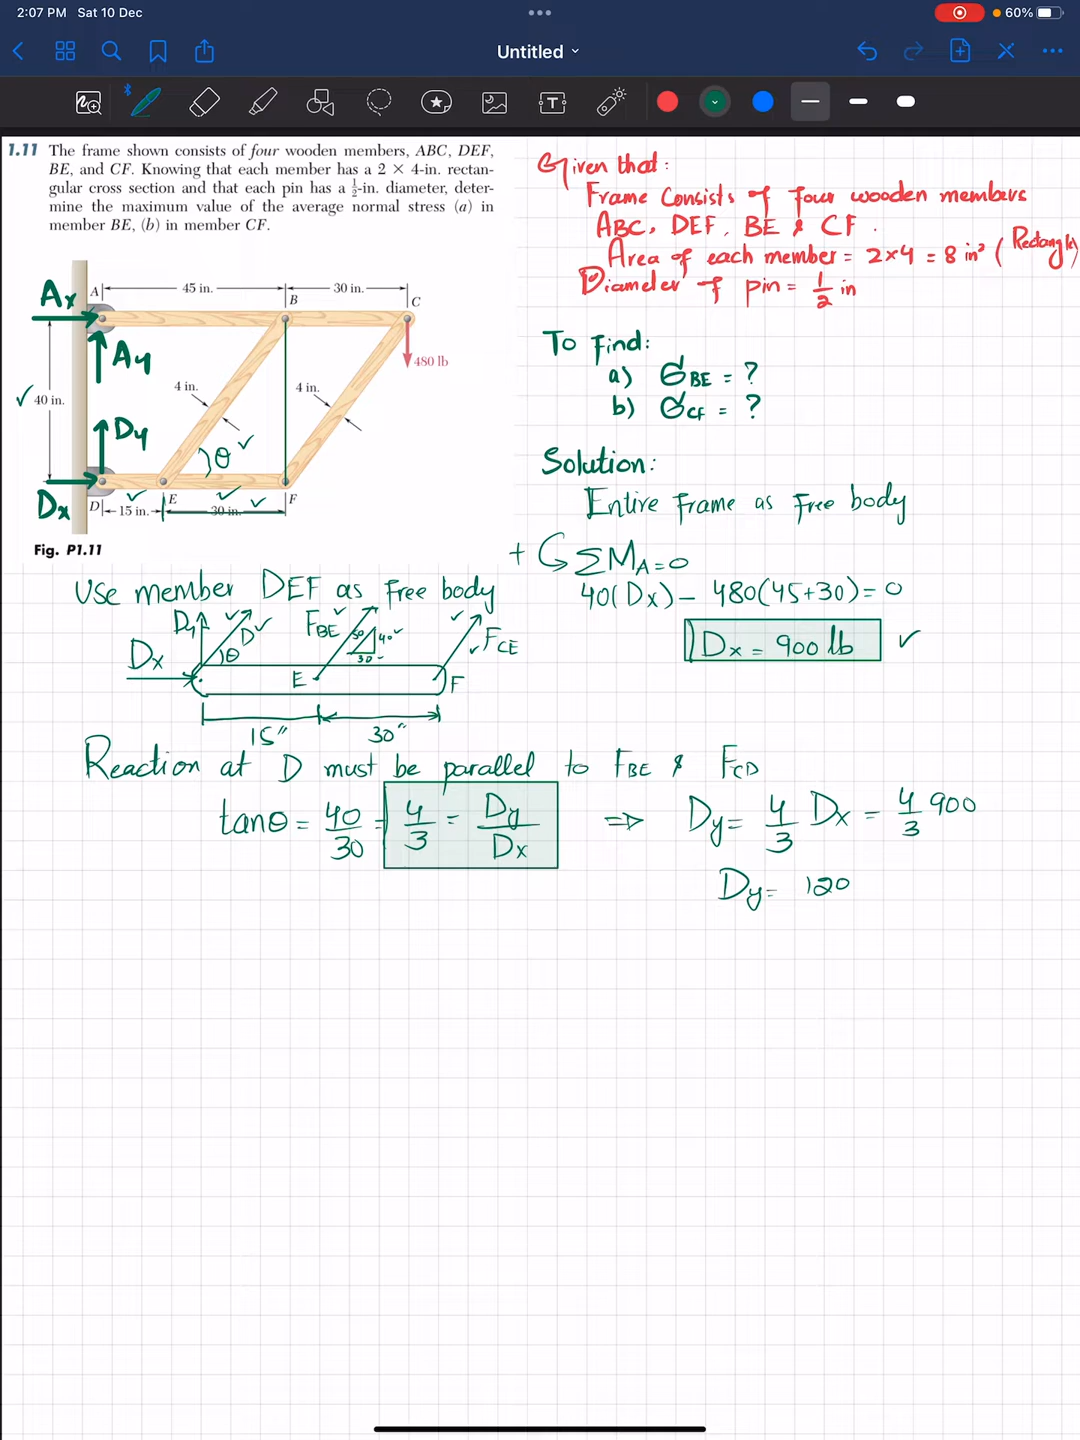 2:07 PM Sat 10 Dec
60%
Untitled
1.11 The frame shown consists of four wooden members, ABC, DEF,
BE, and CF. Knowing that each member has a 2 × 4-in. rectan-
gular cross section and that each pin has a ½-in. diameter, deter-
mine the maximum value of the average normal stress (a) in
member BE, (b) in member CF.
Given that:
Frame Consists of four wooden members
ABC, DEF, BE & CF.
Area of each member = 2×4 = 8 in² (Rectangle)
Diameter of pin = 1/2 in
Ax
A
45 in.
B
30 in.
C
Ay
480 lb
4 in.
4 in.
✓ 40 in.
Dy
θ ✓
Dx
D
15 in.
E
30 in.
F
Fig. P1.11
To find:
a) σBE = ?
b) σCF = ?
Solution:
Entire frame as free body
+ ΣMA=0
40(Dx) - 480(45+30) = 0
Dx = 900 lb ✓
Use member DEF as free body
Dy
D
θ
Dx
FBE
50
40
30
FCE
E
F
15"
30"
Reaction at D must be parallel to FBE & FCD
tanθ = 40/30 = 4/3 = Dy/Dx ⇒ Dy = 4/3 Dx = 4/3 900
Dy = 120